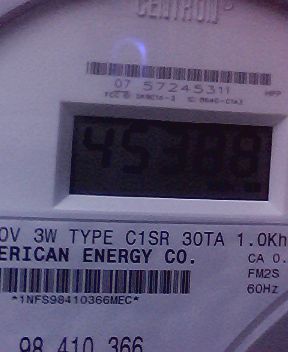 CENTRON
07 57245311
45388
0V 3W TYPE C1SR 30TA 1.0Kh
ERICAN ENERGY CO.
CA 0.
FM2S
*1NFS98410366MEC*
60Hz
98 410 366